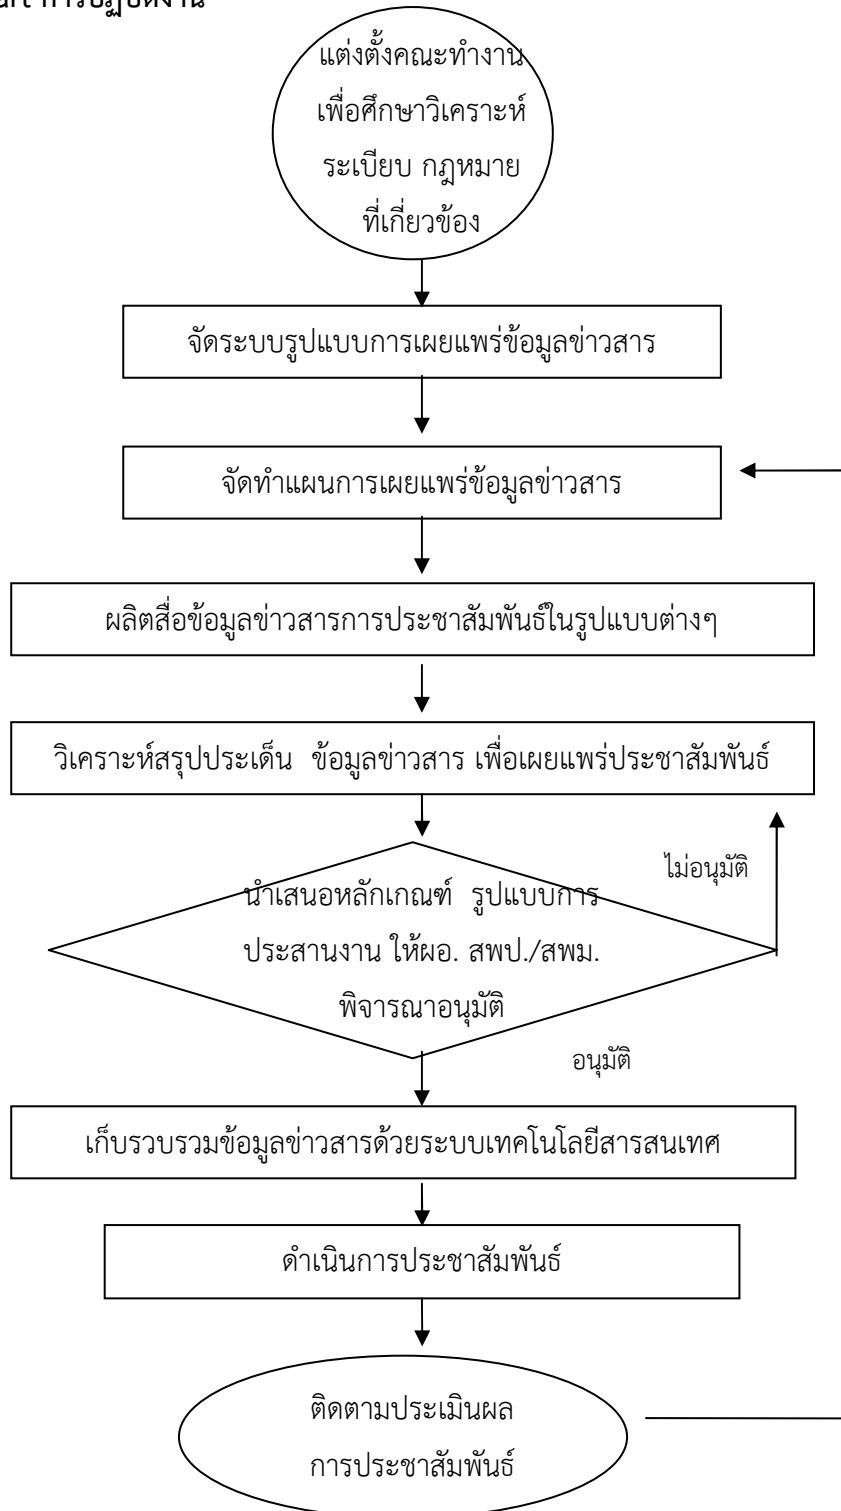 การปฏิบัติงาน
แต่งตั้งคณะทำงาน
เพื่อศึกษาวิเคราะห์
ระเบียบ กฎหมาย
ที่เกี่ยวข้อง
จัดระบบรูปแบบการเผยแพร่ข้อมูลข่าวสาร
จัดทำแผนการเผยแพร่ข้อมูลข่าวสาร
ผลิตสื่อข้อมูลข่าวสารการประชาสัมพันธ์ในรูปแบบต่างๆ
วิเคราะห์สรุปประเด็น ข้อมูลข่าวสาร เพื่อเผยแพร่ประชาสัมพันธ์
ไม่อนุมัติ
นำเสนอหลักเกณฑ์ รูปแบบการ
ประสานงาน ให้ผอ. สพป./สพม.
พิจารณาอนุมัติ
อนุมัติ
เก็บรวบรวมข้อมูลข่าวสารด้วยระบบเทคโนโลยีสารสนเทศ
ดำเนินการประชาสัมพันธ์
ติดตามประเมินผล
การประชาสัมพันธ์